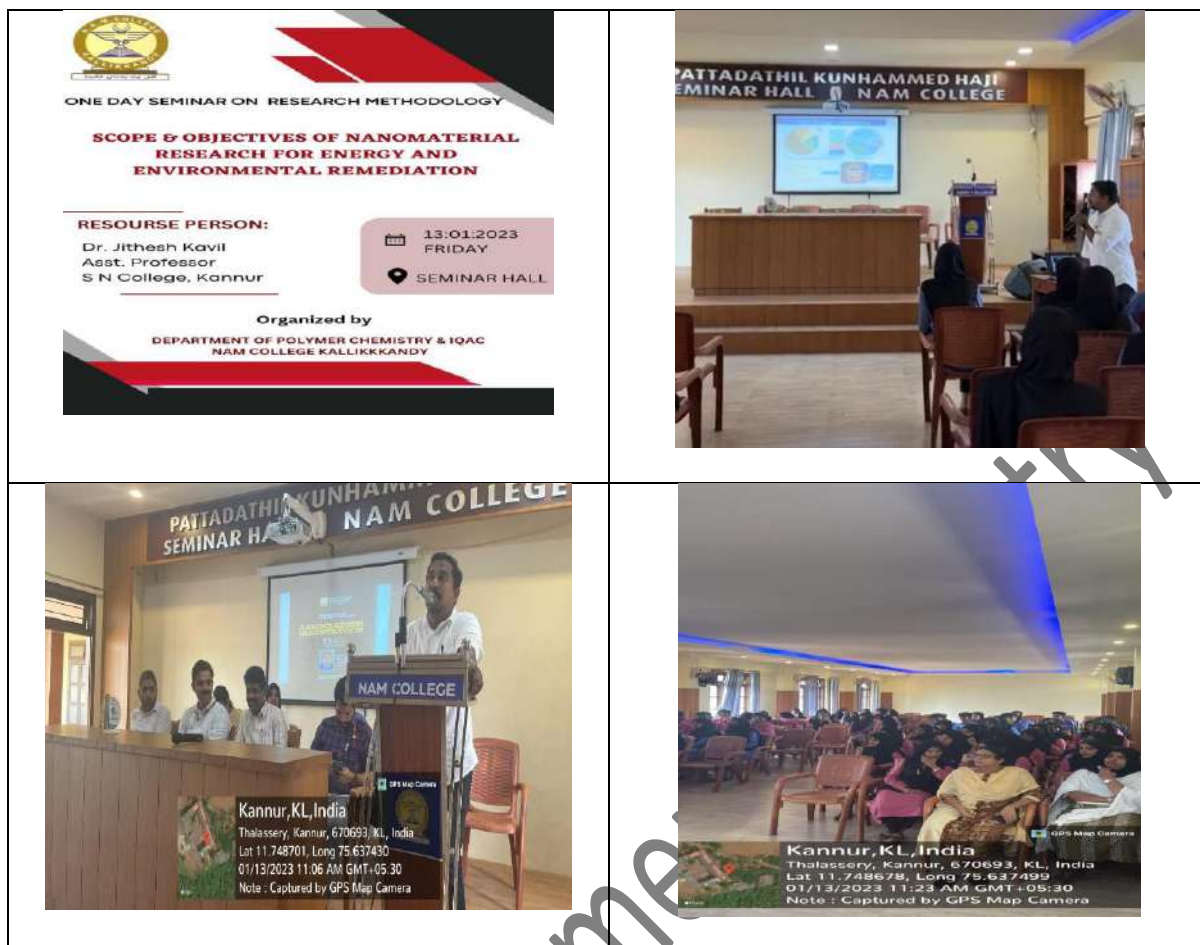 ONE DAY SEMINAR ON RESEARCH METHODOLOGY
SCOPE & OBJECTIVES OF NANOMATERIAL
RESEARCH FOR ENERGY AND
ENVIRONMENTAL REMEDIATION
RESOURSE PERSON:
Dr. Jithesh Kavil
Asst. Professor
S N College, Kannur
13:01:2023
FRIDAY
SEMINAR HALL
Organized by
DEPARTMENT OF POLYMER CHEMISTRY & IQAC
NAM COLLEGE KALLIKKKANDY
PATTADATHIL KUNHAMMED HAJI
EMINAR HALL NAM COLLEGE
PATTADATHIL KUNHAMM
SEMINAR HA NAM COLLEGE
NAM COLLEGE
GPS Map Camera
Kannur,KL,India
Thalassery, Kannur, 670693, KL, India
Lat 11.748701, Long 75.637430
01/13/2023 11:06 AM GMT+05:30
Note : Captured by GPS Map Camera
GPS Map Camera
Kannur,KL,India
Thalassery, Kannur, 670693, KL, India
Lat 11.748678, Long 75.637499
01/13/2023 11:23 AM GMT+05:30
Note : Captured by GPS Map Camera